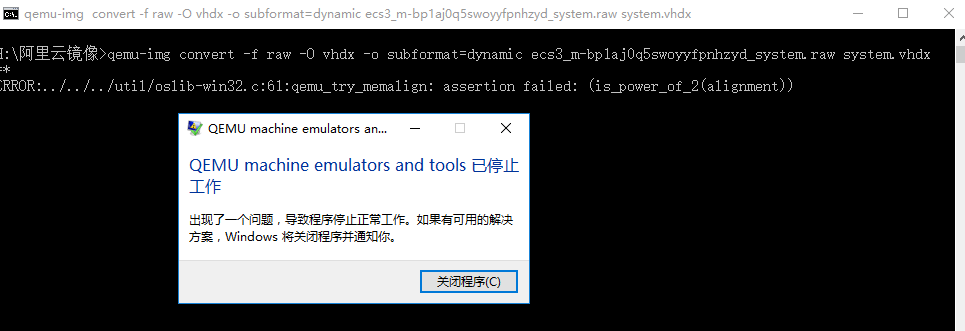 qemu-img  convert -f raw -O vhdx -o subformat=dynamic ecs3_m-bp1aj0q5swoyyfpnhzyd_system.raw system.vhdx
H:\阿里云镜像>qemu-img convert -f raw -O vhdx -o subformat=dynamic ecs3_m-bp1aj0q5swoyyfpnhzyd_system.raw system.vhdx
**
ERROR:../../../util/oslib-win32.c:61:qemu_try_memalign: assertion failed: (is_power_of_2(alignment))
QEMU machine emulators an...
QEMU machine emulators and tools 已停止
工作
出现了一个问题，导致程序停止正常工作。如果有可用的解决
方案，Windows 将关闭程序并通知你。
关闭程序(C)